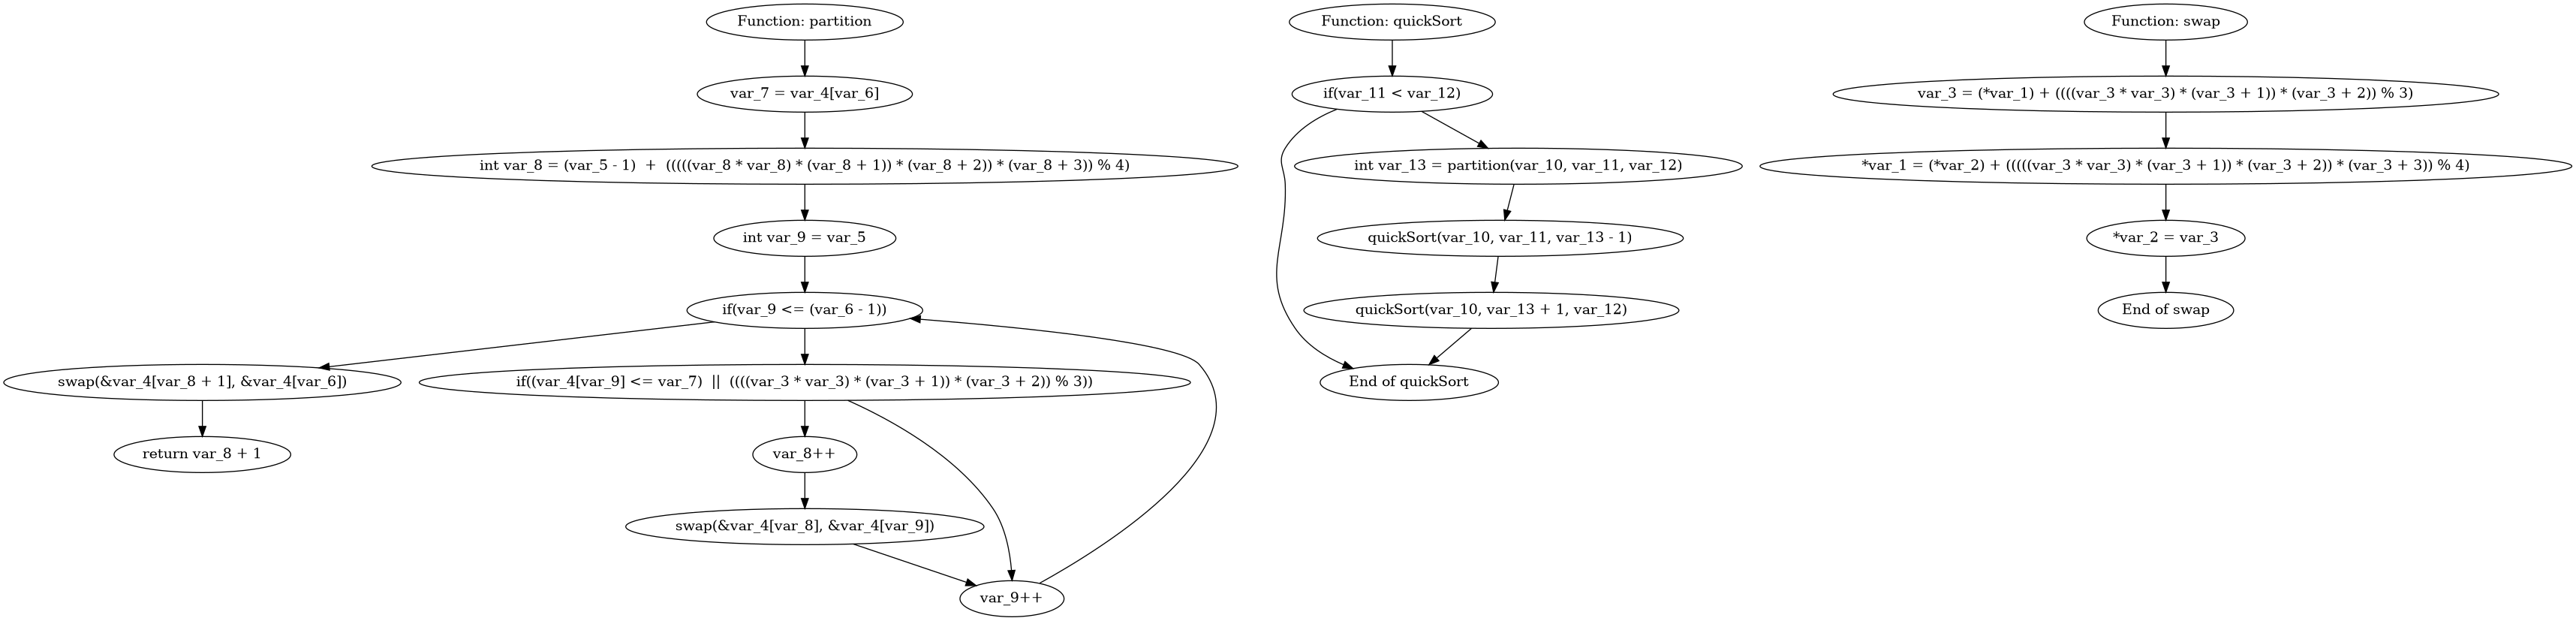 Function: partition
var_7 = var_4[var_6]
int var_8 = (var_5 - 1)  +  (((((var_8 * var_8) * (var_8 + 1)) * (var_8 + 2)) * (var_8 + 3)) % 4)
int var_9 = var_5
if(var_9 <= (var_6 - 1))
swap(&var_4[var_8 + 1], &var_4[var_6])
if((var_4[var_9] <= var_7)  ||  ((((var_3 * var_3) * (var_3 + 1)) * (var_3 + 2)) % 3))
return var_8 + 1
var_8++
swap(&var_4[var_8], &var_4[var_9])
var_9++
Function: quickSort
if(var_11 < var_12)
int var_13 = partition(var_10, var_11, var_12)
quickSort(var_10, var_11, var_13 - 1)
quickSort(var_10, var_13 + 1, var_12)
End of quickSort
Function: swap
var_3 = (*var_1) + ((((var_3 * var_3) * (var_3 + 1)) * (var_3 + 2)) % 3)
*var_1 = (*var_2) + (((((var_3 * var_3) * (var_3 + 1)) * (var_3 + 2)) * (var_3 + 3)) % 4)
*var_2 = var_3
End of swap